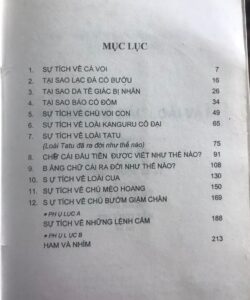 MỤC LỤC
1. SỰ TÍCH VỀ CÁ VOI 7
2. TẠI SAO LẠC ĐÀ CÓ BƯỚU 16
3. TẠI SAO DA TÊ GIÁC BỊ NHĂN 26
4. TẠI SAO BÁO CÓ ĐỐM 34
5. SỰ TÍCH VỀ CHÚ VOI CON 49
6. SỰ TÍCH VỀ LOÀI KANGURU CỔ ĐẠI 65
7. SỰ TÍCH VỀ LOÀI TATU
(Loài Tatu đã ra đời như thế nào) 75
8. CHỮ CÁI ĐẦU TIÊN ĐƯỢC VIẾT NHƯ THẾ NÀO? 91
9. BẢNG CHỮ CÁI RA ĐỜI NHƯ THẾ NÀO? 108
10. SỰ TÍCH VỀ LOÀI CUA 130
11. SỰ TÍCH VỀ CHÚ MÈO HOANG 150
12. SỰ TÍCH VỀ CHÚ BƯỚM GIẬM CHÂN 169
• PHỤ LỤC A
SỰ TÍCH VỀ NHỮNG LỆNH CẤM 188
• PHỤ LỤC B
HAM VÀ NHÍM 213